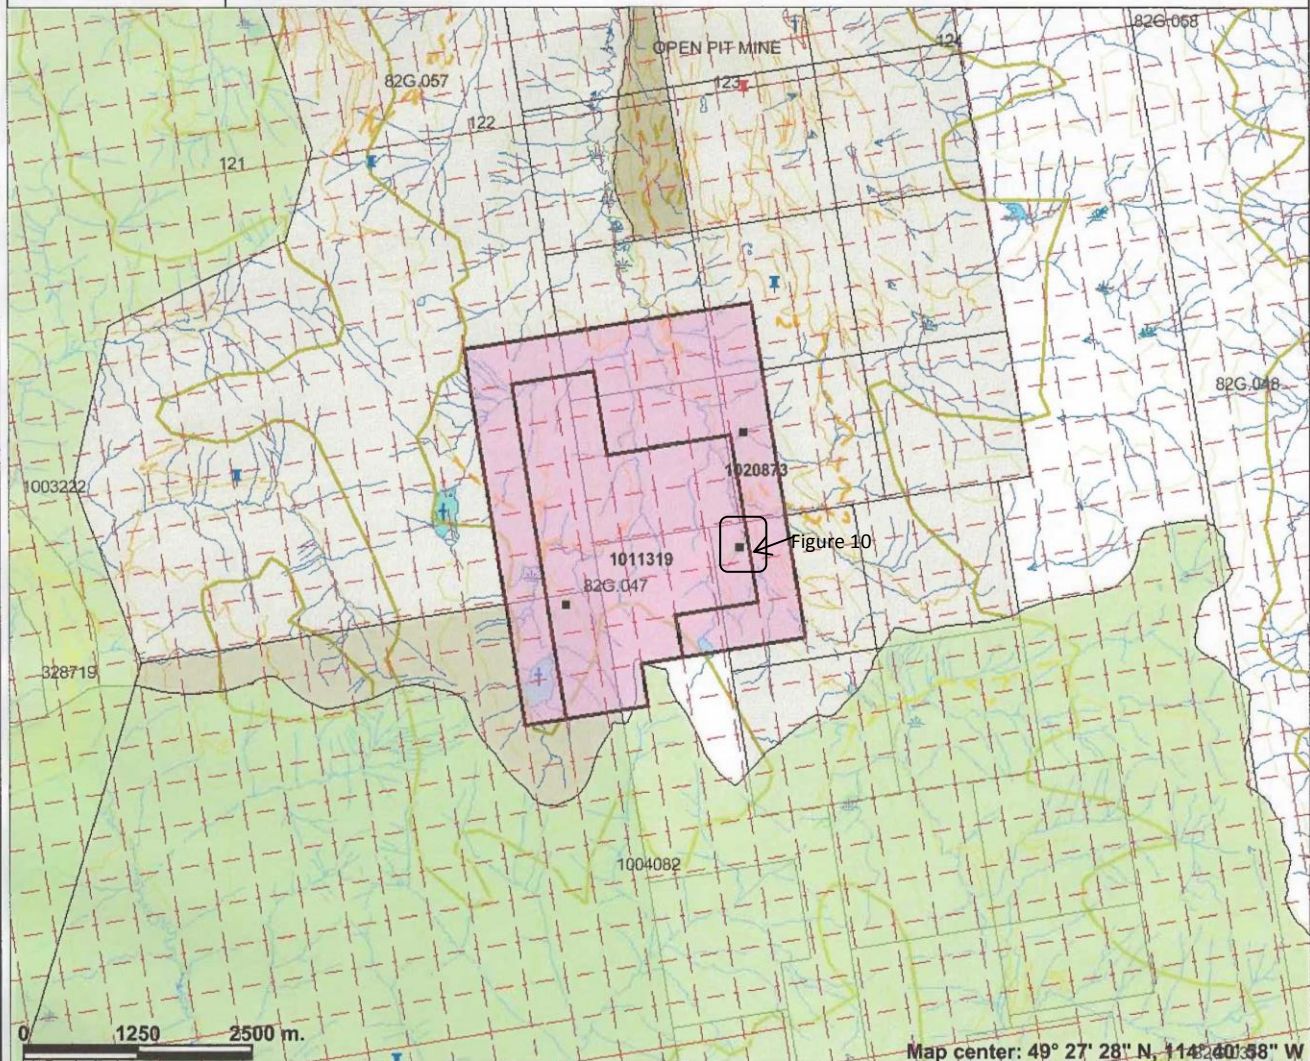 82G.058
124
OPEN PIT MINE
82G.057
123
122
121
82G.048
1020873
1003222
Figure 10
1011319
82G.047
328719
1004082
0 1250 2500 m.
Map center: 49° 27' 28" N, 114° 40' 58" W